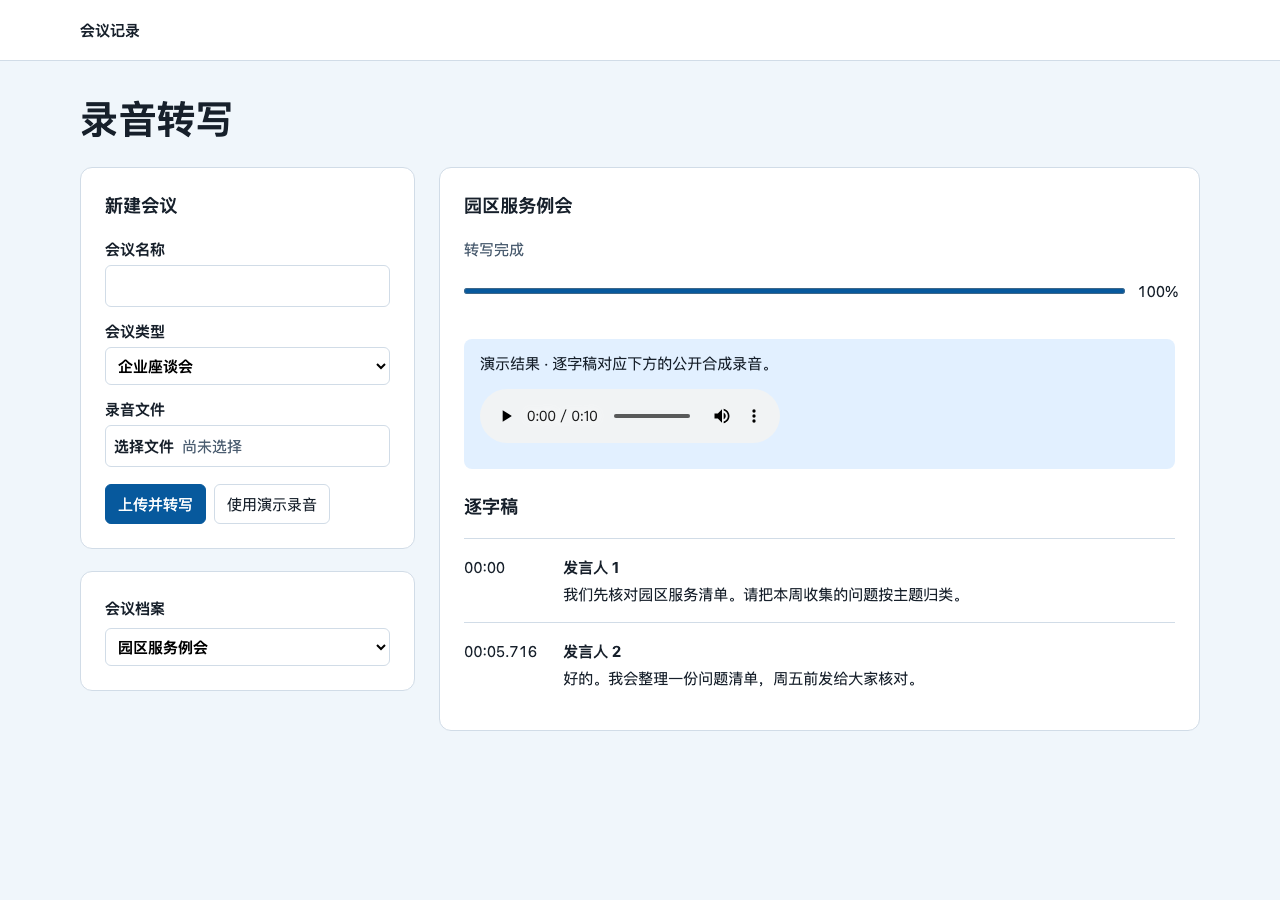 会议记录
录音转写
新建会议
会议名称
会议类型
企业座谈会
录音文件
选择文件 尚未选择
上传并转写 使用演示录音
会议档案
园区服务例会
园区服务例会
转写完成
100%
演示结果 · 逐字稿对应下方的公开合成录音。
0:00 / 0:10
逐字稿
00:00 发言人 1
我们先核对园区服务清单。请把本周收集的问题按主题归类。
00:05.716 发言人 2
好的。我会整理一份问题清单，周五前发给大家核对。